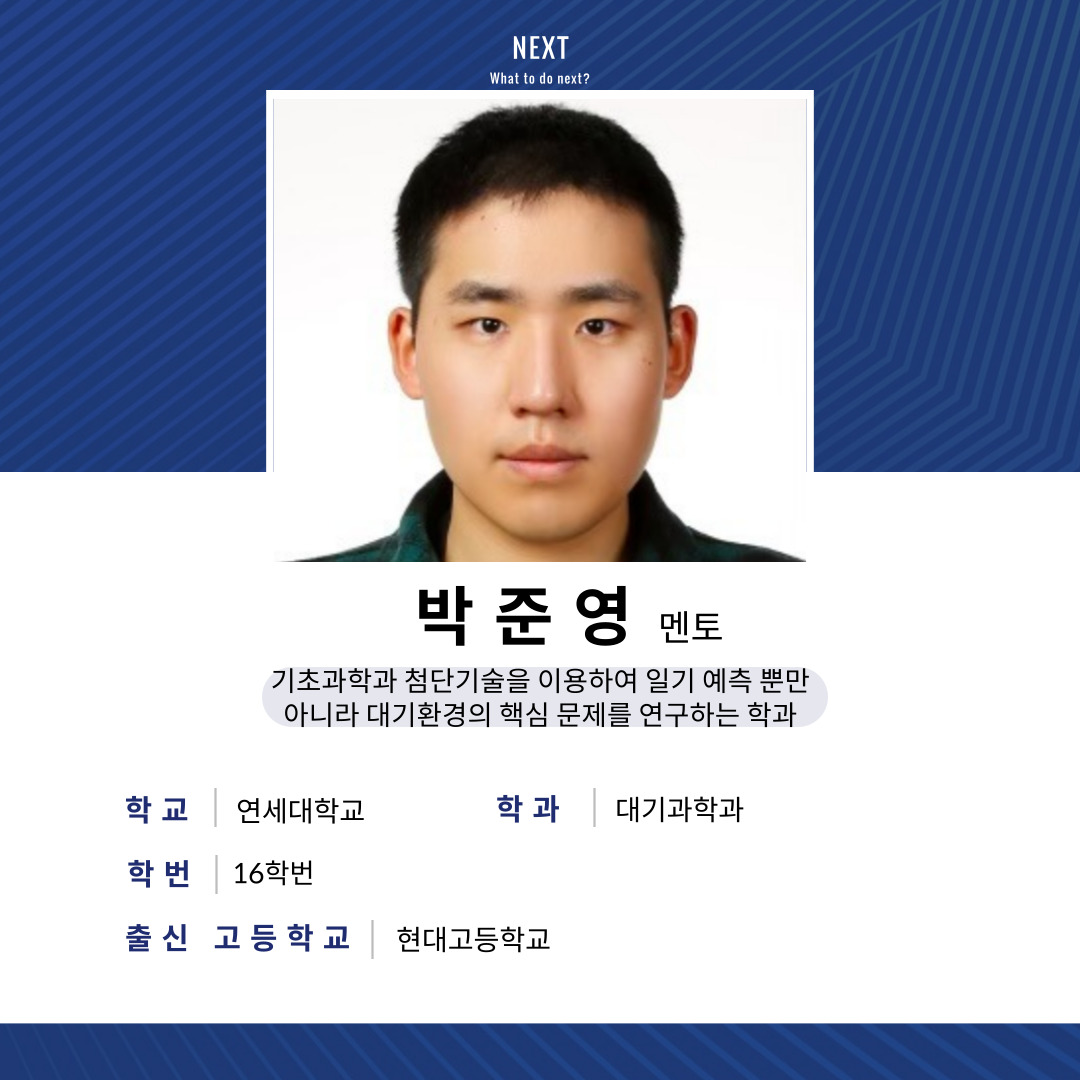 NEXT
What to do next?
박준영 멘토
기초과학과 첨단기술을 이용하여 일기 예측 뿐만
아니라 대기환경의 핵심 문제를 연구하는 학과
학교 연세대학교 학과 대기과학과
학번 16학번
출신 고등학교 현대고등학교